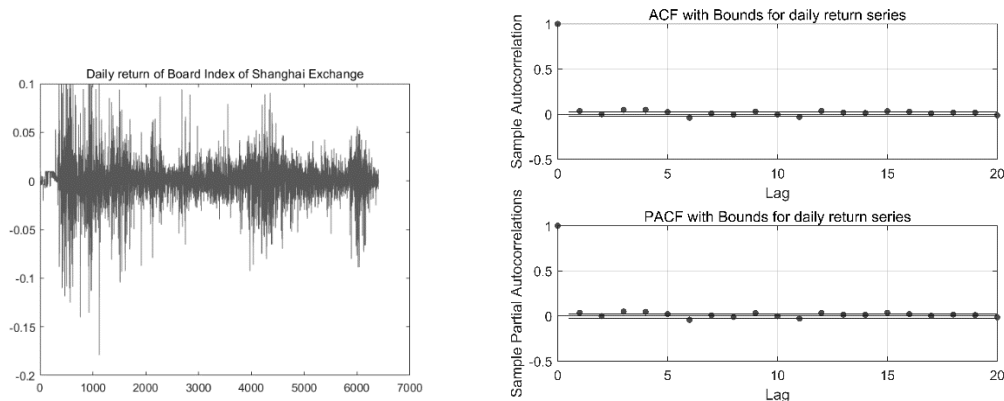 Daily return of Board Index of Shanghai Exchange
0.1
0.05
0
-0.05
-0.1
-0.15
-0.2
0 1000 2000 3000 4000 5000 6000 7000
ACF with Bounds for daily return series
Sample Autocorrelation
1
0.5
0
-0.5
0 5 10 15 20
Lag
PACF with Bounds for daily return series
Sample Partial Autocorrelations
1
0.5
0
-0.5
0 5 10 15 20
Lag